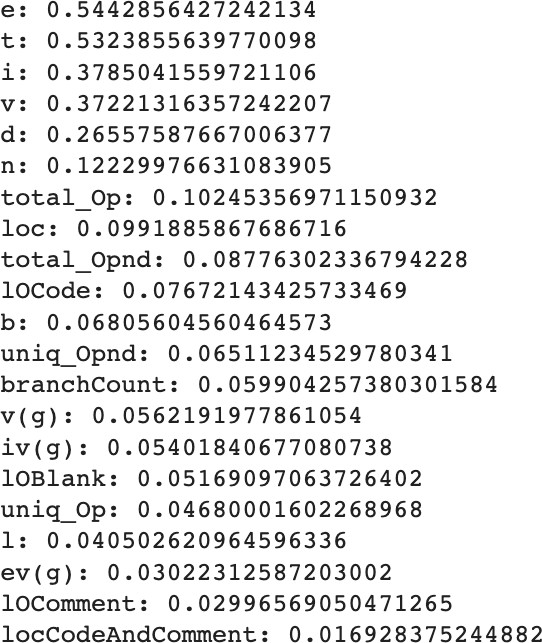 e: 0.5442856427242134
t: 0.5323855639770098
i: 0.3785041559721106
v: 0.37221316357242207
d: 0.26557587667006377
n: 0.12229976631083905
total_Op: 0.10245356971150932
loc: 0.0991885867686716
total_Opnd: 0.08776302336794228
lOCode: 0.07672143425733469
b: 0.06805604560464573
uniq_Opnd: 0.06511234529780341
branchCount: 0.059904257380301584
v(g): 0.0562191977861054
iv(g): 0.05401840677080738
lOBlank: 0.05169097063726402
uniq_Op: 0.04680001602268968
l: 0.040502620964596336
ev(g): 0.03022312587203002
lOComment: 0.02996569050471265
locCodeAndComment: 0.016928375244882